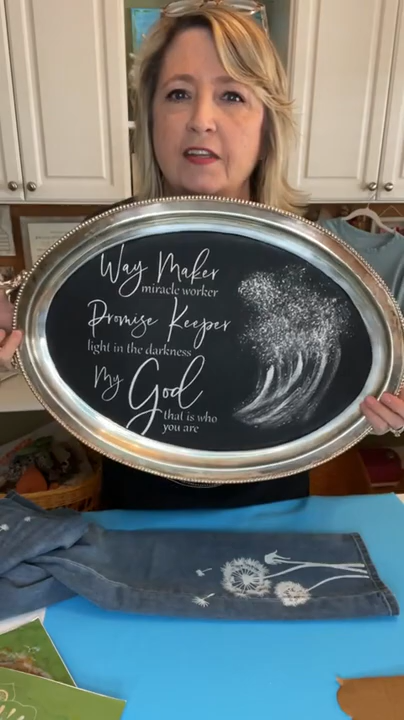 Way Maker
miracle worker
Promise Keeper
light in the darkness
My God
that is who
you are